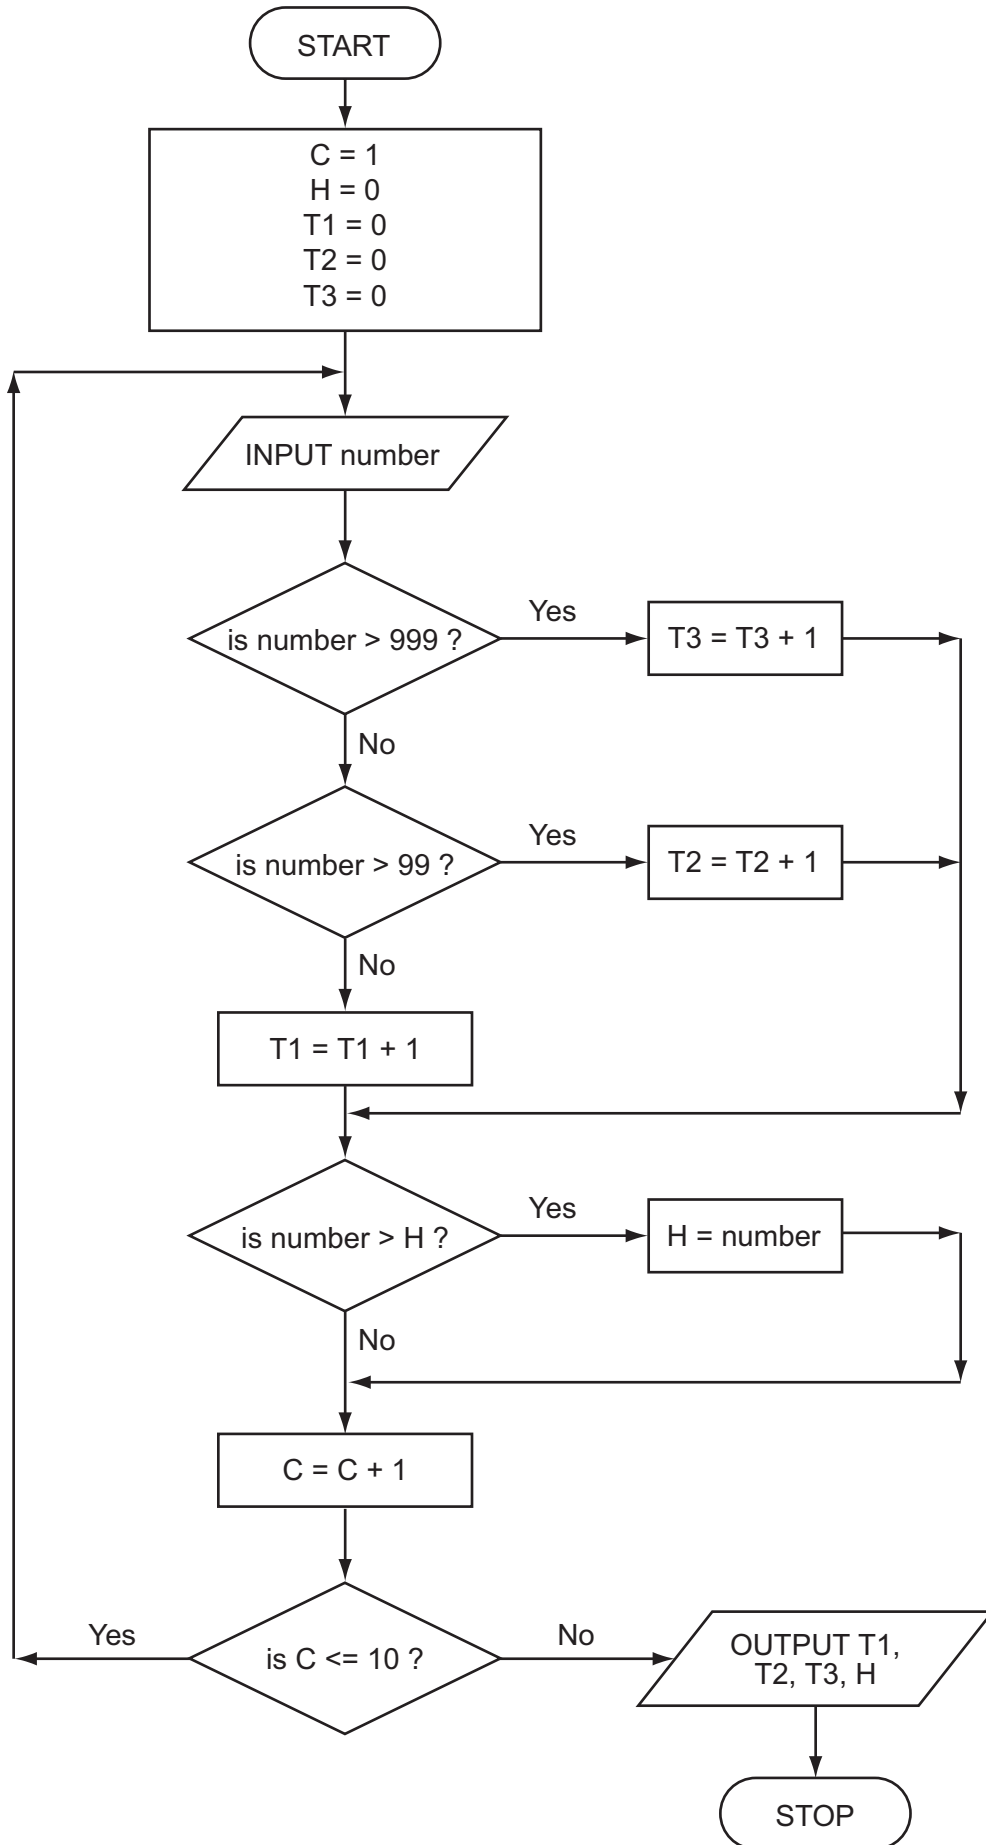 START
C = 1
H = 0
T1 = 0
T2 = 0
T3 = 0
INPUT number
is number > 999 ?
Yes
T3 = T3 + 1
No
is number > 99 ?
Yes
T2 = T2 + 1
No
T1 = T1 + 1
is number > H ?
Yes
H = number
No
C = C + 1
Yes
is C <= 10 ?
No
OUTPUT T1,
T2, T3, H
STOP